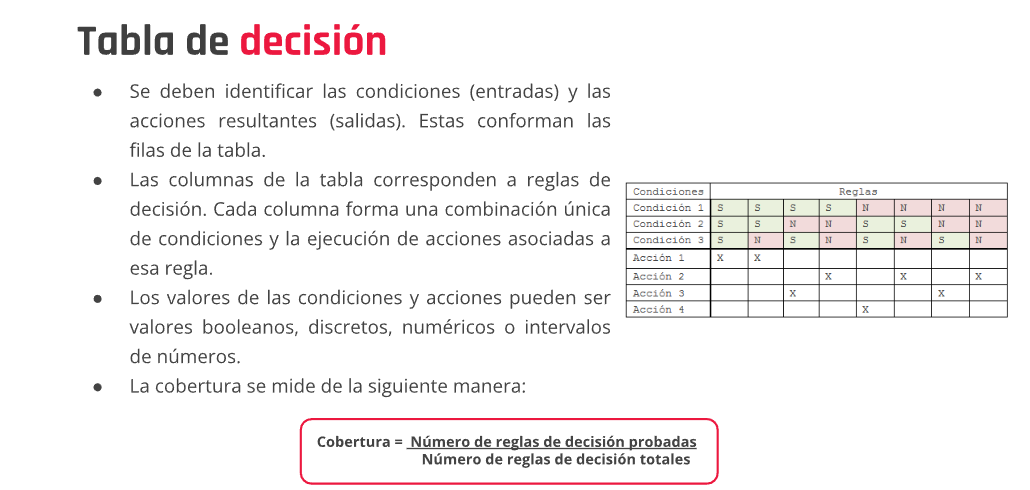 Tabla de decisión
● Se deben identificar las condiciones (entradas) y las
acciones resultantes (salidas). Estas conforman las
filas de la tabla.
● Las columnas de la tabla corresponden a reglas de
decisión. Cada columna forma una combinación única
de condiciones y la ejecución de acciones asociadas a
esa regla.
● Los valores de las condiciones y acciones pueden ser
valores booleanos, discretos, numéricos o intervalos
de números.
● La cobertura se mide de la siguiente manera:
Condiciones Reglas
Condición 1 S S S S N N N N
Condición 2 S S N N S S N N
Condición 3 S N S N S N S N
Acción 1 X X
Acción 2 X X X
Acción 3 X X
Acción 4 X
Cobertura = Número de reglas de decisión probadas
Número de reglas de decisión totales